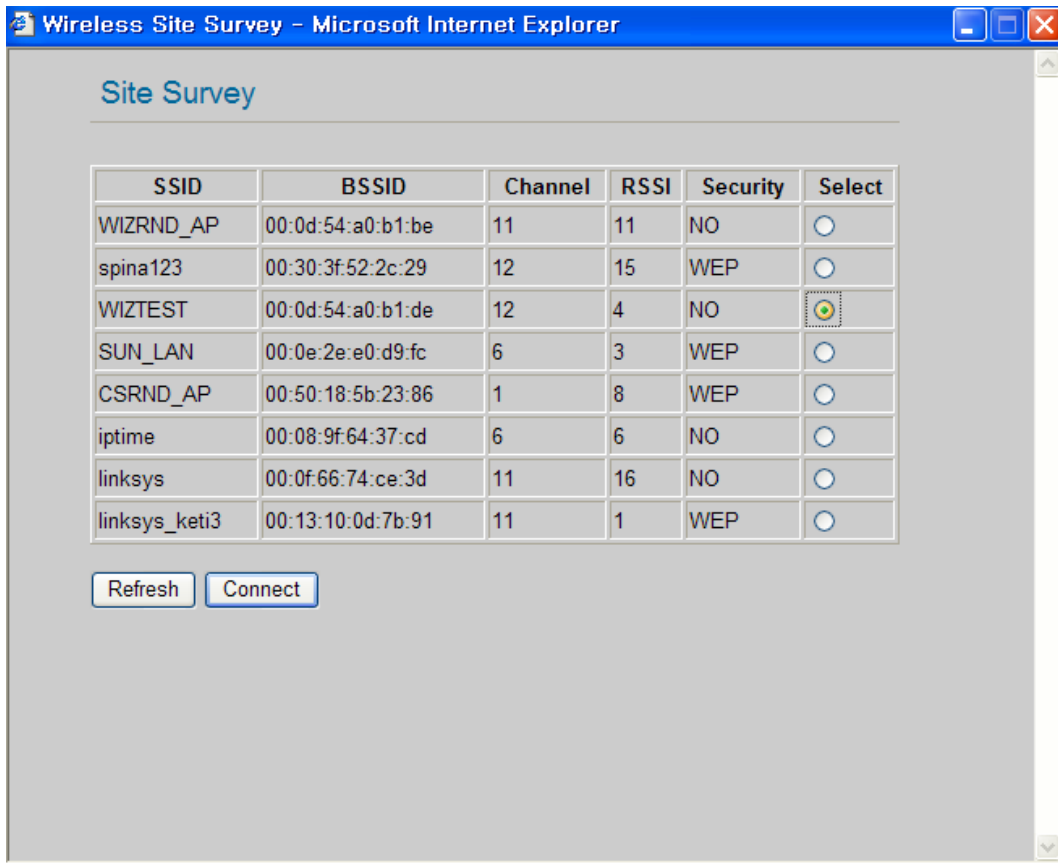 Wireless Site Survey - Microsoft Internet Explorer
Site Survey
SSID BSSID Channel RSSI Security Select
WIZRND_AP 00:0d:54:a0:b1:be 11 11 NO
spina123 00:30:3f:52:2c:29 12 15 WEP
WIZTEST 00:0d:54:a0:b1:de 12 4 NO
SUN_LAN 00:0e:2e:e0:d9:fc 6 3 WEP
CSRND_AP 00:50:18:5b:23:86 1 8 WEP
iptime 00:08:9f:64:37:cd 6 6 NO
linksys 00:0f:66:74:ce:3d 11 16 NO
linksys_keti3 00:13:10:0d:7b:91 11 1 WEP
Refresh Connect